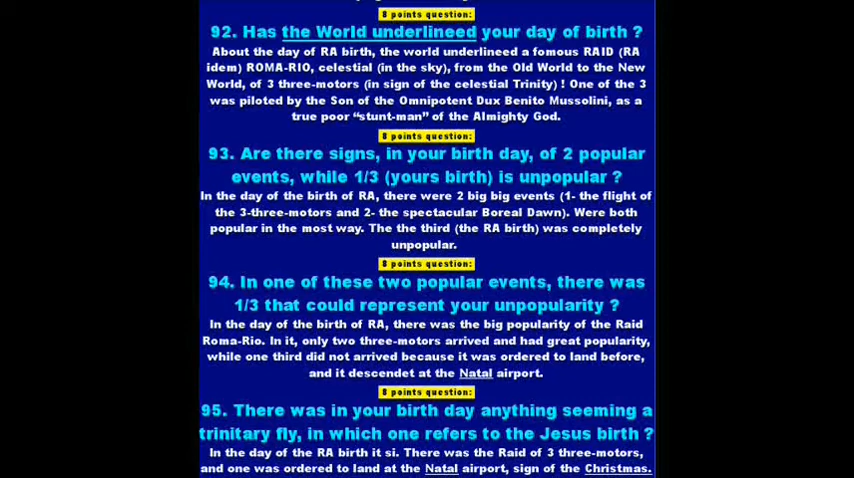 8 points question:
92. Has the World underlineed your day of birth ?
About the day of RA birth, the world underlineed a fomous RAID (RA
idem) ROMA-RIO, celestial (in the sky), from the Old World to the New
World, of 3 three-motors (in sign of the celestial Trinity) ! One of the 3
was piloted by the Son of the Omnipotent Dux Benito Mussolini, as a
true poor “stunt-man” of the Almighty God.
8 points question:
93. Are there signs, in your birth day, of 2 popular
events, while 1/3 (yours birth) is unpopular ?
In the day of the birth of RA, there were 2 big big events (1- the flight of
the 3-three-motors and 2- the spectacular Boreal Dawn). Were both
popular in the most way. The the third (the RA birth) was completely
unpopular.
8 points question:
94. In one of these two popular events, there was
1/3 that could represent your unpopularity ?
In the day of the birth of RA, there was the big popularity of the Raid
Roma-Rio. In it, only two three-motors arrived and had great popularity,
while one third did not arrived because it was ordered to land before,
and it descendet at the Natal airport.
8 points question:
95. There was in your birth day anything seeming a
trinitary fly, in which one refers to the Jesus birth ?
In the day of the RA birth it si. There was the Raid of 3 three-motors,
and one was ordered to land at the Natal airport, sign of the Christmas.